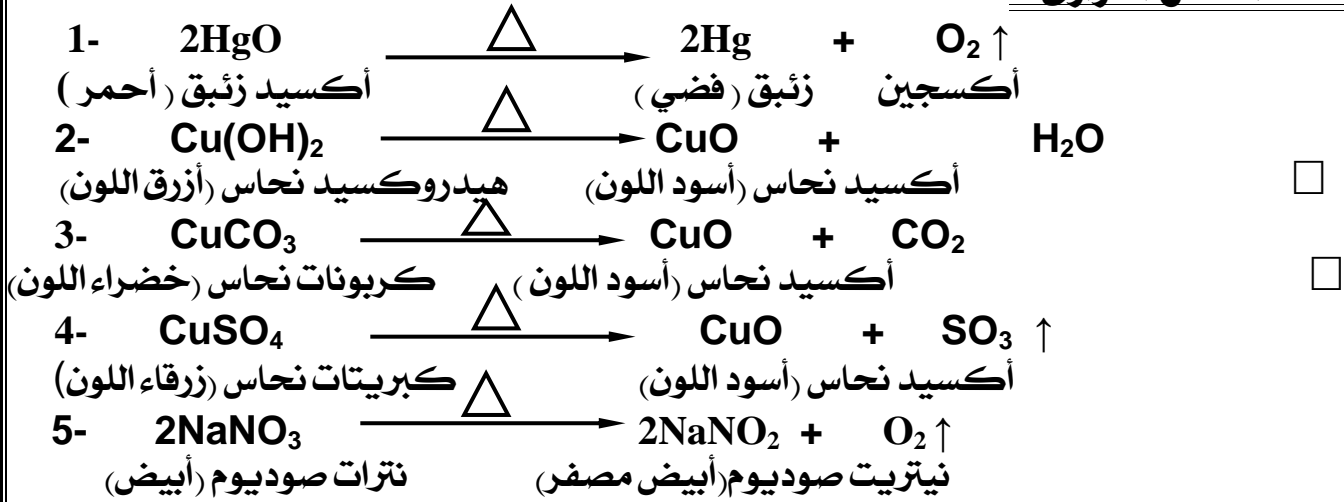 1- 2HgO △ 2Hg + O₂ ↑
أكسيد زئبق (أحمر) زئبق (فضي) أكسجين
2- Cu(OH)₂ △ CuO + H₂O
هيدروكسيد نحاس (أزرق اللون) أكسيد نحاس (أسود اللون)
3- CuCO₃ △ CuO + CO₂
كربونات نحاس (خضراء اللون) أكسيد نحاس (أسود اللون)
4- CuSO₄ △ CuO + SO₃ ↑
كبريتات نحاس (زرقاء اللون) أكسيد نحاس (أسود اللون)
5- 2NaNO₃ △ 2NaNO₂ + O₂ ↑
نترات صوديوم (أبيض) نيتريت صوديوم (أبيض مصفر)